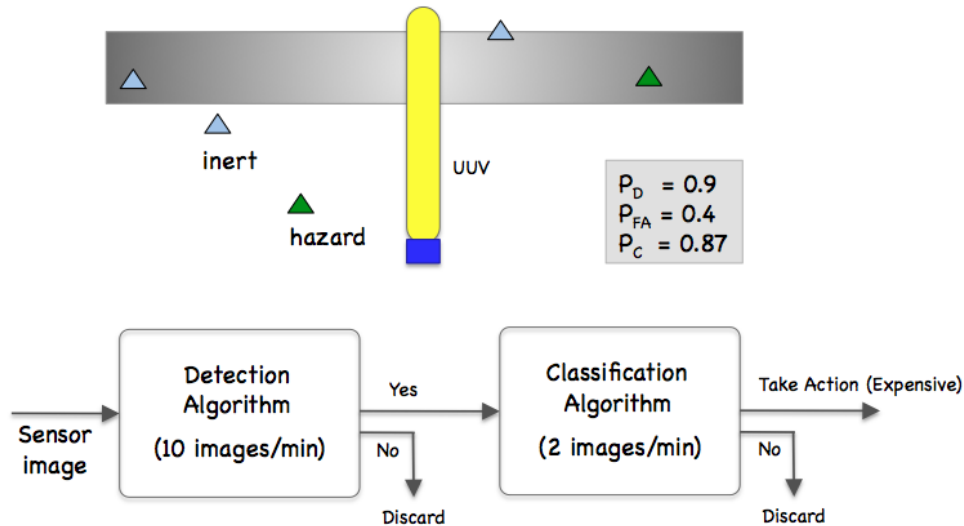 inert
UUV
hazard
P_D = 0.9
P_FA = 0.4
P_C = 0.87
Detection
Algorithm
(10 images/min)
Classification
Algorithm
(2 images/min)
Sensor
image
Yes
No
Discard
Take Action (Expensive)
No
Discard